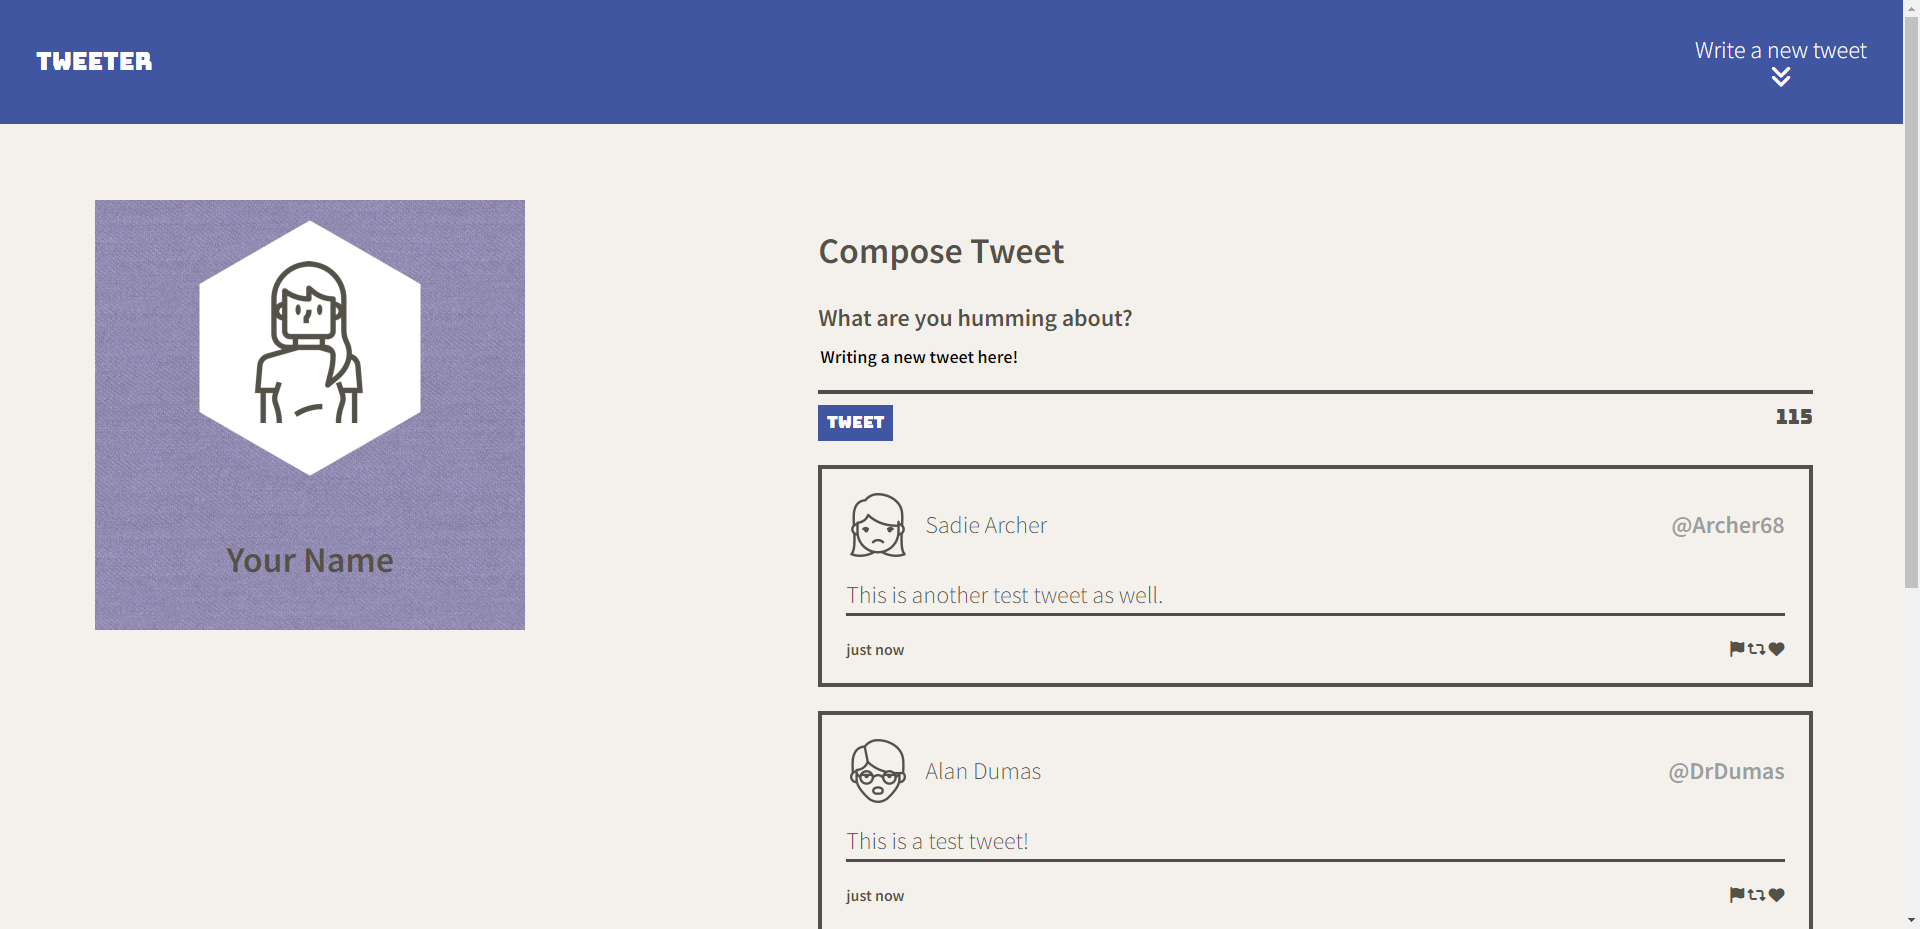 TWEETER
Write a new tweet
Your Name
Compose Tweet
What are you humming about?
Writing a new tweet here!
TWEET
115
Sadie Archer
@Archer68
This is another test tweet as well.
just now
Alan Dumas
@DrDumas
This is a test tweet!
just now